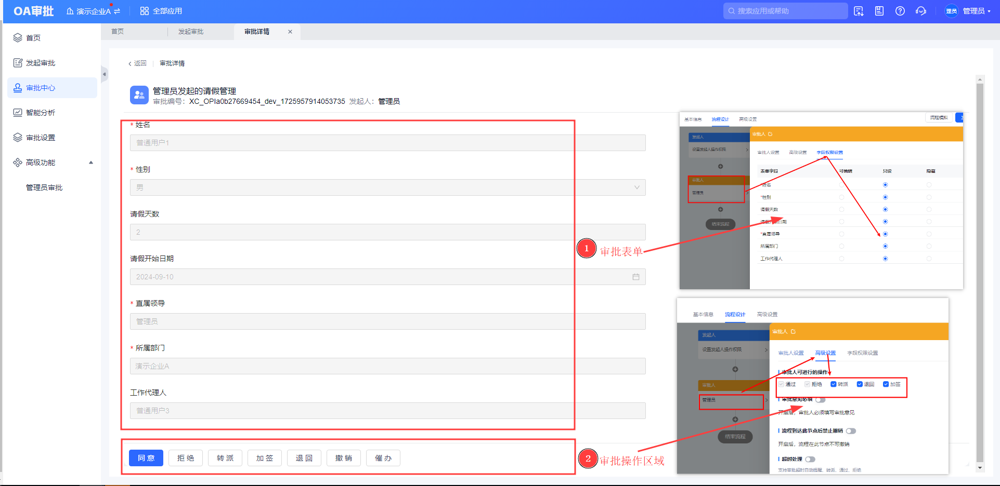 OA审批
演示企业A
全部应用
搜索应用或帮助
理员
管理员
首页
发起审批
审批中心
智能分析
审批设置
高级功能
管理员审批
首页
发起审批
审批详情
返回
审批详情
管理员发起的请假管理
审批编号：XC_OPIa0b27669454_dev_1725957914053735 发起人：管理员
* 姓名
普通用户1
* 性别
男
请假天数
2
请假开始日期
2024-09-10
* 直属领导
管理员
* 所属部门
演示企业A
工作代理人
普通用户3
同意
拒绝
转派
加签
退回
撤销
催办
1 审批表单
2 审批操作区域
基本信息 流程设计 高级设置
流程模拟
发起人
设置发起人操作权限
审批人
管理员
结束流程
审批人
审批人设置 高级设置 字段权限设置
表单字段 可编辑 只读 隐藏
*姓名
*性别
请假天数
请假开始日期
*直属领导
所属部门
工作代理人
基本信息 流程设计 高级设置
发起人
设置发起人操作权限
审批人
管理员
结束流程
审批人
审批人设置 高级设置 字段权限设置
审批人可进行的操作
通过 拒绝 转派 退回 加签
审批意见必填
开启后，审批人必须填写审批意见
流程到达此节点后禁止撤销
开启后，流程在此节点不可撤销
超时处理
支持审批超时自动提醒、转派、通过、拒绝